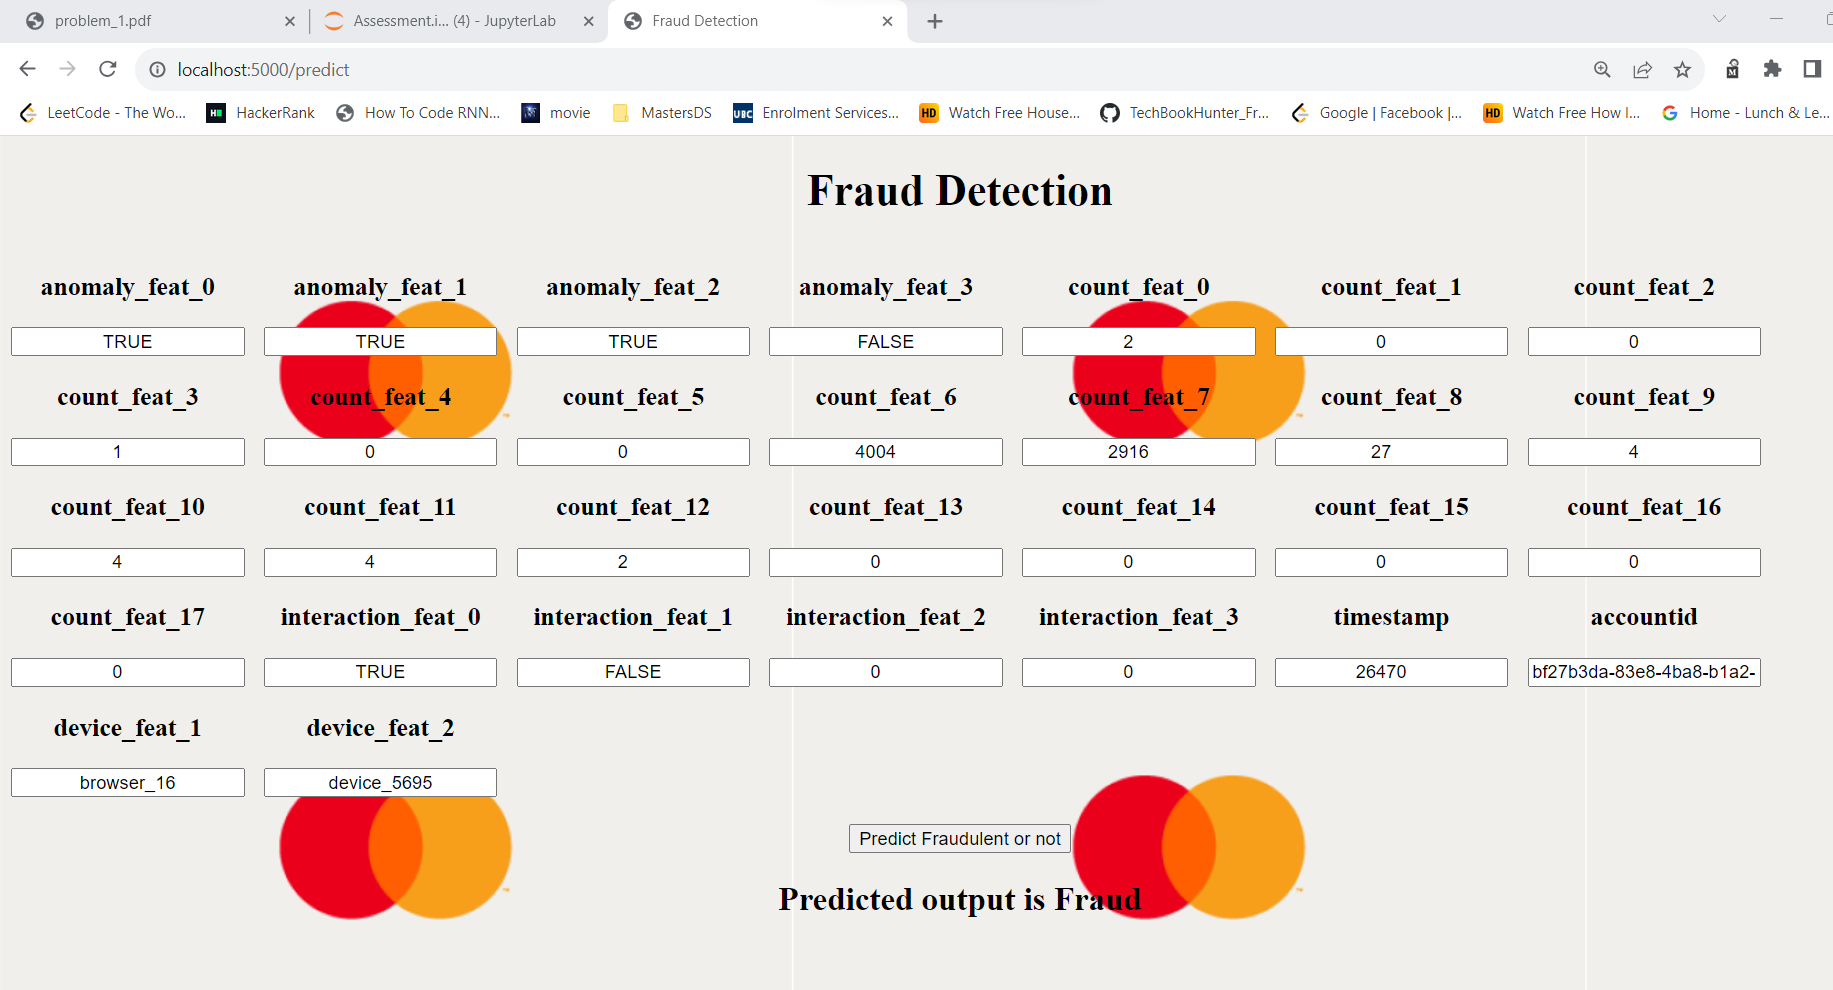 problem_1.pdf
Assessment.i... (4) - JupyterLab
Fraud Detection
localhost:5000/predict
LeetCode - The Wo... HackerRank How To Code RNN... movie MastersDS UBC Enrolment Services... HD Watch Free House... TechBookHunter_Fr... Google | Facebook |... HD Watch Free How I... Home - Lunch & Le...
Fraud Detection
anomaly_feat_0 anomaly_feat_1 anomaly_feat_2 anomaly_feat_3 count_feat_0 count_feat_1 count_feat_2
TRUE TRUE TRUE FALSE 2 0 0
count_feat_3 count_feat_4 count_feat_5 count_feat_6 count_feat_7 count_feat_8 count_feat_9
1 0 0 4004 2916 27 4
count_feat_10 count_feat_11 count_feat_12 count_feat_13 count_feat_14 count_feat_15 count_feat_16
4 4 2 0 0 0 0
count_feat_17 interaction_feat_0 interaction_feat_1 interaction_feat_2 interaction_feat_3 timestamp accountid
0 TRUE FALSE 0 0 26470 bf27b3da-83e8-4ba8-b1a2-
device_feat_1 device_feat_2
browser_16 device_5695
Predict Fraudulent or not
Predicted output is Fraud